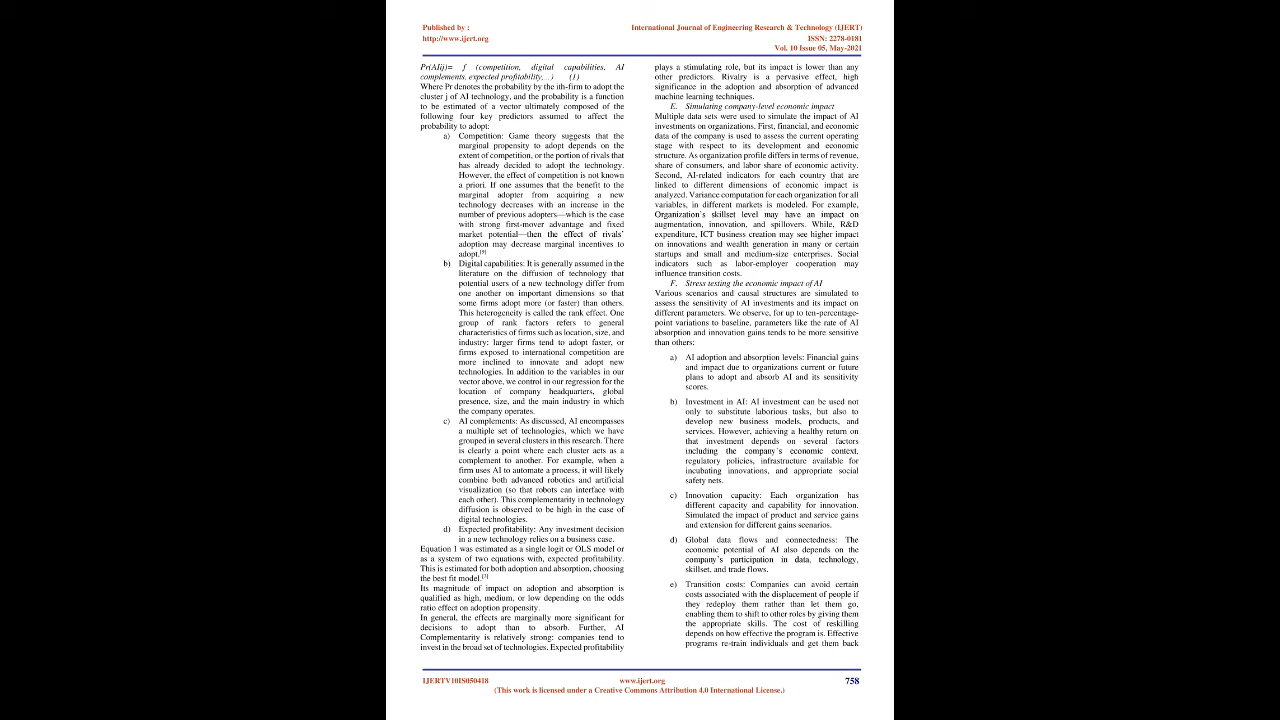 Published by :
http://www.ijert.org
International Journal of Engineering Research & Technology (IJERT)
ISSN: 2278-0181
Vol. 10 Issue 05, May-2021
Pr(AIij)= f (competition, digital capabilities, AI
complements, expected profitability,..) (1)
Where Pr denotes the probability by the ith-firm to adopt the
cluster j of AI technology, and the probability is a function
to be estimated of a vector ultimately composed of the
following four key predictors assumed to affect the
probability to adopt:
a) Competition: Game theory suggests that the
marginal propensity to adopt depends on the
extent of competition, or the portion of rivals that
has already decided to adopt the technology.
However, the effect of competition is not known
a priori. If one assumes that the benefit to the
marginal adopter from acquiring a new
technology decreases with an increase in the
number of previous adopters—which is the case
with strong first-mover advantage and fixed
market potential—then the effect of rivals'
adoption may decrease marginal incentives to
adopt.[9]
b) Digital capabilities: It is generally assumed in the
literature on the diffusion of technology that
potential users of a new technology differ from
one another on important dimensions so that
some firms adopt more (or faster) than others.
This heterogeneity is called the rank effect. One
group of rank factors refers to general
characteristics of firms such as location, size, and
industry: larger firms tend to adopt faster, or
firms exposed to international competition are
more inclined to innovate and adopt new
technologies. In addition to the variables in our
vector above, we control in our regression for the
location of company headquarters, global
presence, size, and the main industry in which
the company operates.
c) AI complements: As discussed, AI encompasses
a multiple set of technologies, which we have
grouped in several clusters in this research. There
is clearly a point where each cluster acts as a
complement to another. For example, when a
firm uses AI to automate a process, it will likely
combine both advanced robotics and artificial
visualization (so that robots can interface with
each other). This complementarity in technology
diffusion is observed to be high in the case of
digital technologies.
d) Expected profitability: Any investment decision
in a new technology relies on a business case.
Equation 1 was estimated as a single logit or OLS model or
as a system of two equations with, expected profitability.
This is estimated for both adoption and absorption, choosing
the best fit model.[3]
Its magnitude of impact on adoption and absorption is
qualified as high, medium, or low depending on the odds
ratio effect on adoption propensity.
In general, the effects are marginally more significant for
decisions to adopt than to absorb. Further, AI
Complementarity is relatively strong: companies tend to
invest in the broad set of technologies. Expected profitability
plays a stimulating role, but its impact is lower than any
other predictors. Rivalry is a pervasive effect, high
significance in the adoption and absorption of advanced
machine learning techniques.
E. Simulating company-level economic impact
Multiple data sets were used to simulate the impact of AI
investments on organizations. First, financial, and economic
data of the company is used to assess the current operating
stage with respect to its development and economic
structure. As organization profile differs in terms of revenue,
share of consumers, and labor share of economic activity.
Second, AI-related indicators for each country that are
linked to different dimensions of economic impact is
analyzed. Variance computation for each organization for all
variables, in different markets is modeled. For example,
Organization's skillset level may have an impact on
augmentation, innovation, and spillovers. While, R&D
expenditure, ICT business creation may see higher impact
on innovations and wealth generation in many or certain
startups and small and medium-size enterprises. Social
indicators such as labor-employer cooperation may
influence transition costs.
F. Stress testing the economic impact of AI
Various scenarios and causal structures are simulated to
assess the sensitivity of AI investments and its impact on
different parameters. We observe, for up to ten-percentage-
point variations to baseline, parameters like the rate of AI
absorption and innovation gains tends to be more sensitive
than others:
a) AI adoption and absorption levels: Financial gains
and impact due to organizations current or future
plans to adopt and absorb AI and its sensitivity
scores.
b) Investment in AI: AI investment can be used not
only to substitute laborious tasks, but also to
develop new business models, products, and
services. However, achieving a healthy return on
that investment depends on several factors
including the company's economic context,
regulatory policies, infrastructure available for
incubating innovations, and appropriate social
safety nets.
c) Innovation capacity: Each organization has
different capacity and capability for innovation.
Simulated the impact of product and service gains
and extension for different gains scenarios.
d) Global data flows and connectedness: The
economic potential of AI also depends on the
company's participation in data, technology,
skillset, and trade flows.
e) Transition costs: Companies can avoid certain
costs associated with the displacement of people if
they redeploy them rather than let them go,
enabling them to shift to other roles by giving them
the appropriate skills. The cost of reskilling
depends on how effective the program is. Effective
programs re-train individuals and get them back
IJERTV10IS050418
www.ijert.org
758
(This work is licensed under a Creative Commons Attribution 4.0 International License.)